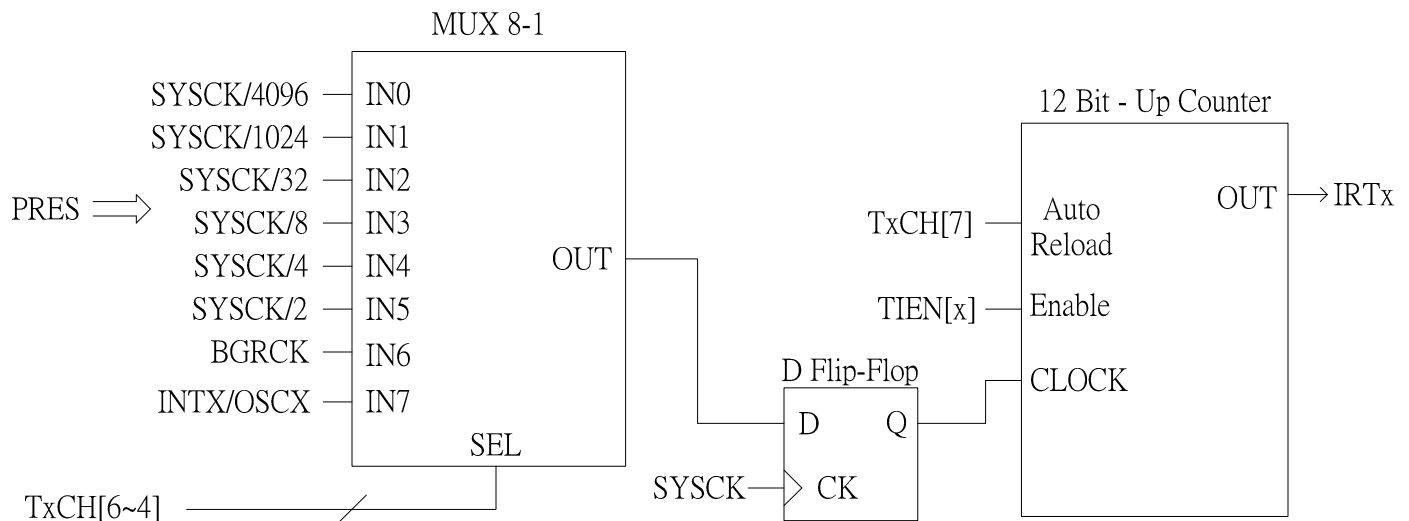 MUX 8-1
SYSCK/4096
IN0
SYSCK/1024
IN1
SYSCK/32
IN2
PRES
SYSCK/8
IN3
SYSCK/4
IN4
SYSCK/2
IN5
BGRCK
IN6
INTX/OSCX
IN7
OUT
SEL
TxCH[6~4]
D Flip-Flop
D
Q
SYSCK
CK
12 Bit - Up Counter
OUT
IRTx
TxCH[7]
Auto
Reload
TIEN[x]
Enable
CLOCK